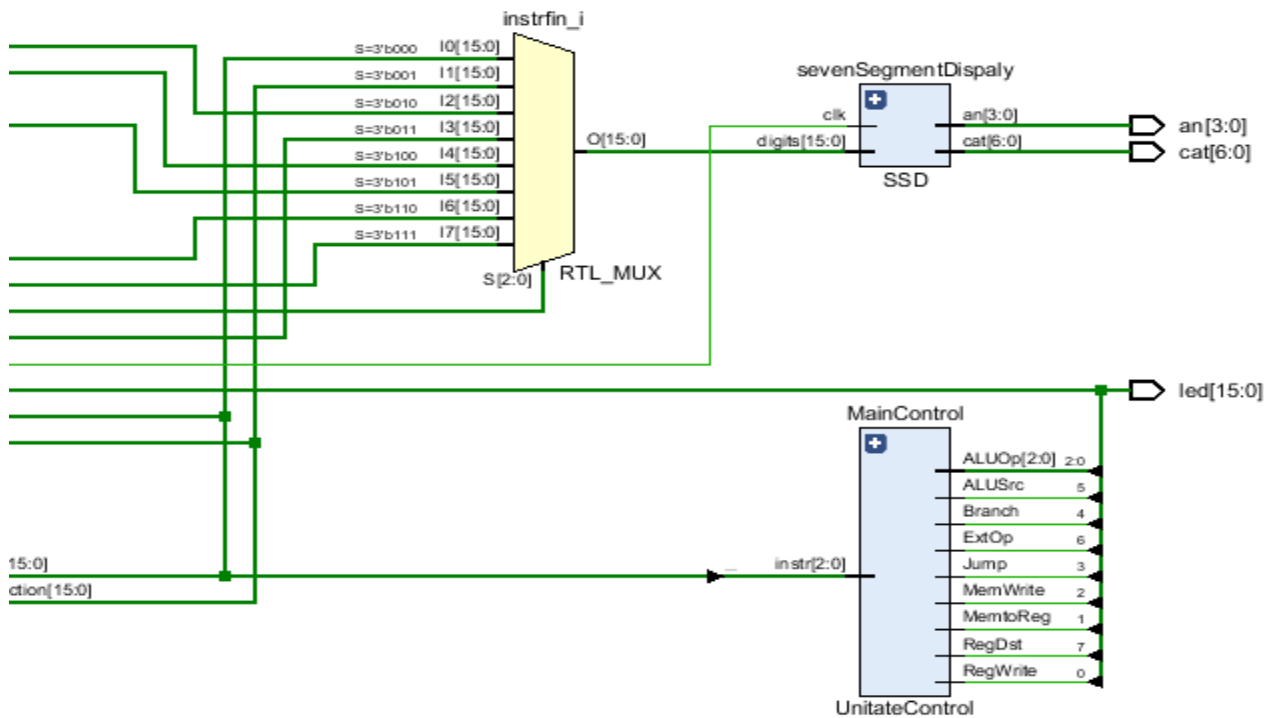 instrfin_i
S=3'b000 I0[15:0]
S=3'b001 I1[15:0]
S=3'b010 I2[15:0]
S=3'b011 I3[15:0]
S=3'b100 I4[15:0]
S=3'b101 I5[15:0]
S=3'b110 I6[15:0]
S=3'b111 I7[15:0]
S[2:0]
O[15:0]
RTL_MUX
sevenSegmentDispaly
clk
digits[15:0]
an[3:0]
cat[6:0]
SSD
an[3:0]
cat[6:0]
led[15:0]
MainControl
ALUOp[2:0] 2:0
ALUSrc 5
Branch 4
ExtOp 6
Jump 3
MemWrite 2
MemtoReg 1
RegDst 7
RegWrite 0
instr[2:0]
UnitateControl
15:0]
ction[15:0]